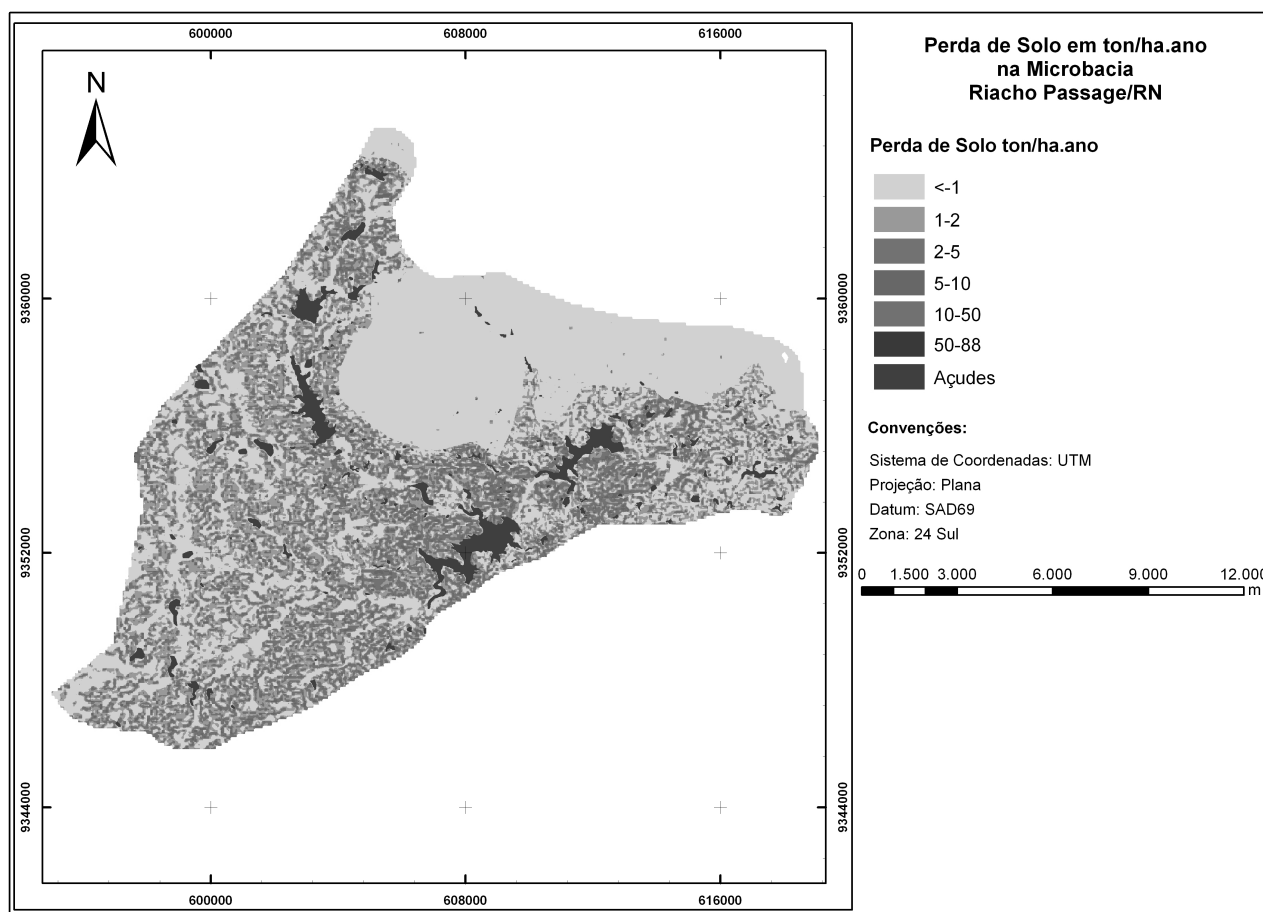 600000
608000
616000
N
9360000
9352000
9344000
9360000
9352000
9344000
600000
608000
616000
Perda de Solo em ton/ha.ano
na Microbacia
Riacho Passage/RN
Perda de Solo ton/ha.ano
<-1
1-2
2-5
5-10
10-50
50-88
Açudes
Convenções:
Sistema de Coordenadas: UTM
Projeção: Plana
Datum: SAD69
Zona: 24 Sul
0 1.500 3.000 6.000 9.000 12.000
m